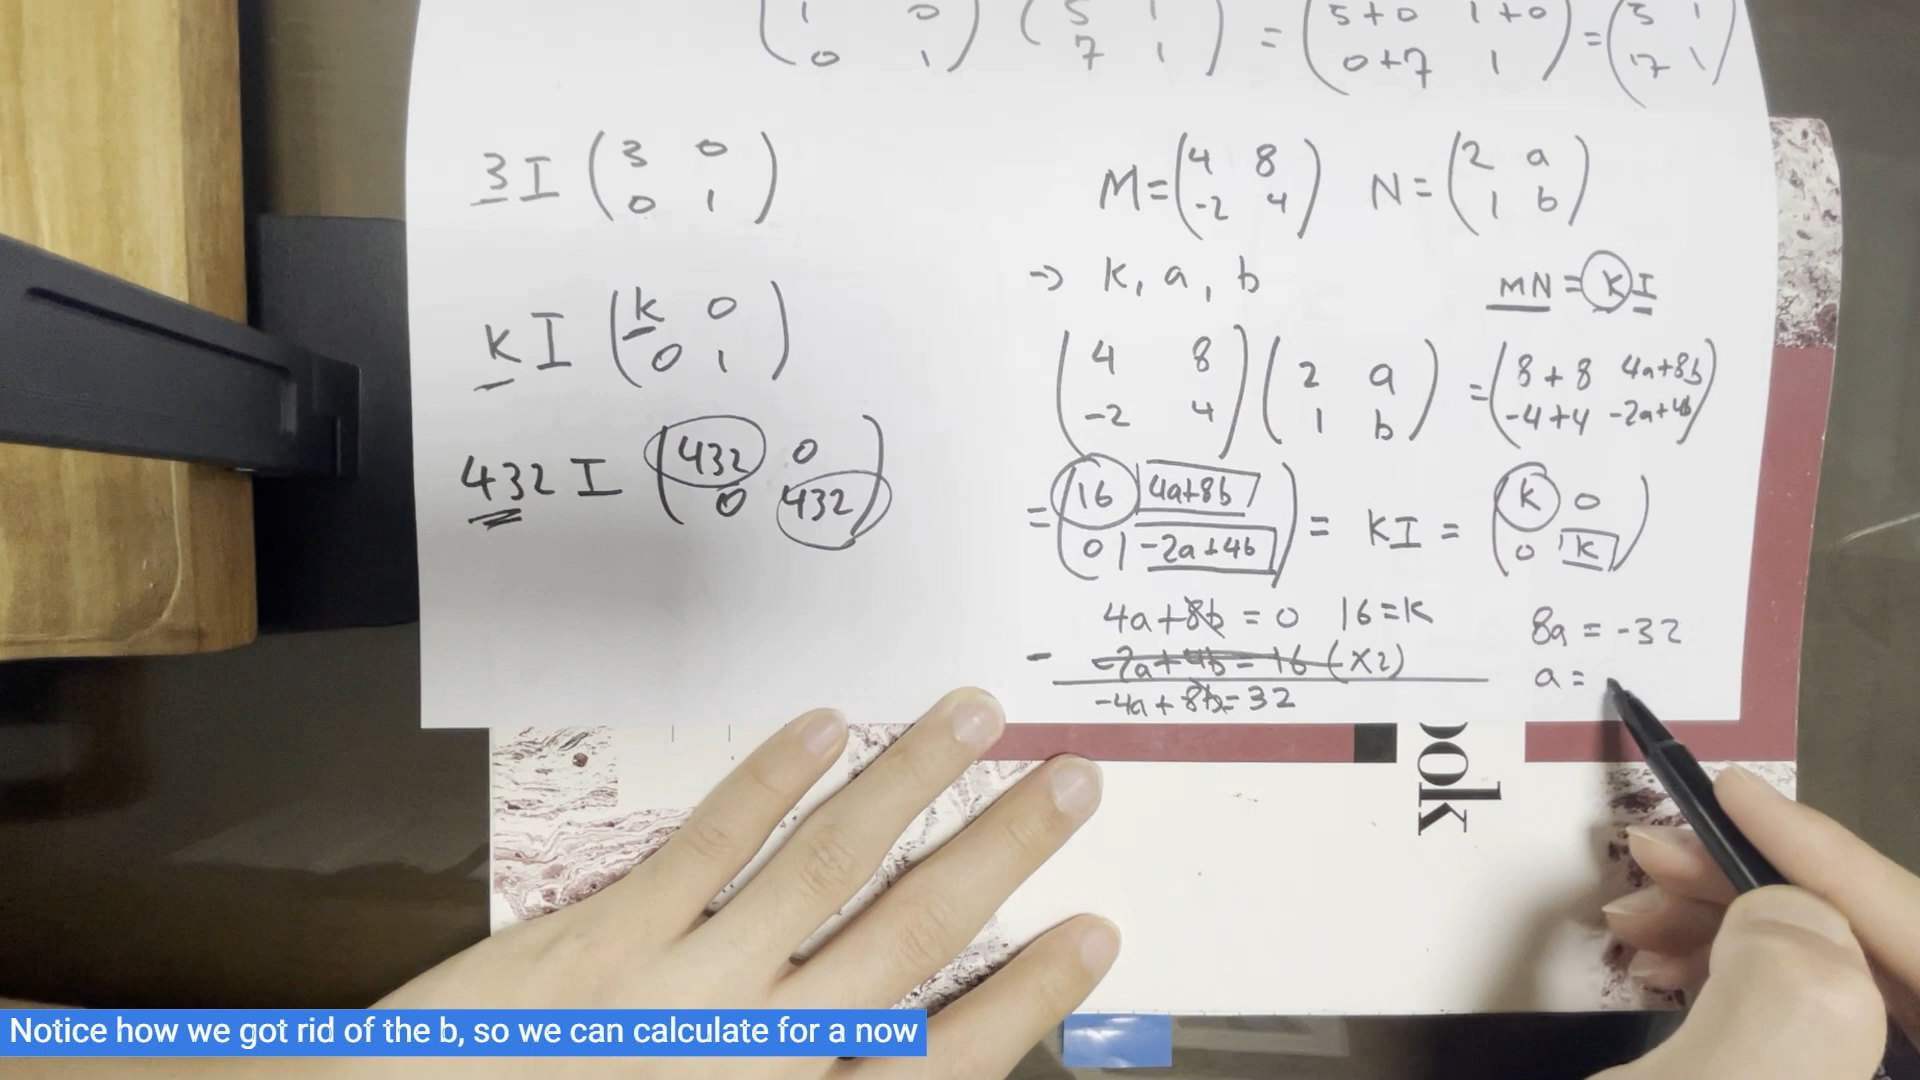 (1 0 0 1) (5 1 7 1) = (5+0 1+0 0+7 1) = (5 1 17 1)
3I (3 0 0 1)
M = (4 8 -2 4) N = (2 a 1 b)
→ k, a, b MN = kI
kI (k 0 0 1)
(4 8 -2 4) (2 a 1 b) = (8+8 4a+8b -4+4 -2a+4b)
432 I (432 0 0 432)
= (16 4a+8b 0 -2a+4b) = KI = (k 0 0 k)
4a+8b = 0 16=k
- -2a+4b=16 (x2)
-4a+8b=32
8a = -32
a =
ook
Notice how we got rid of the b, so we can calculate for a now